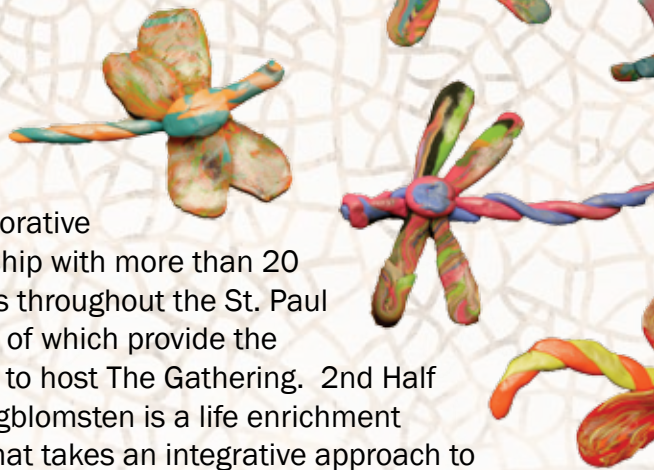 orative
hip with more than 20
s throughout the St. Paul
of which provide the
to host The Gathering.  2nd Half
gblomsten is a life enrichment
hat takes an integrative approach to